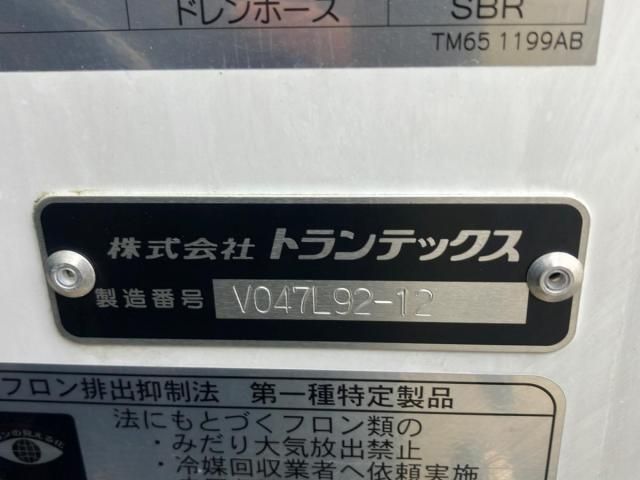 ドレンホース SBR
TM65 1199AB
株式会社 トランテックス
製造番号 V047L92-12
フロン排出抑制法 第一種特定製品
法にもとづくフロン類の
・みだり大気放出禁止
・冷媒回収業者へ依頼実施